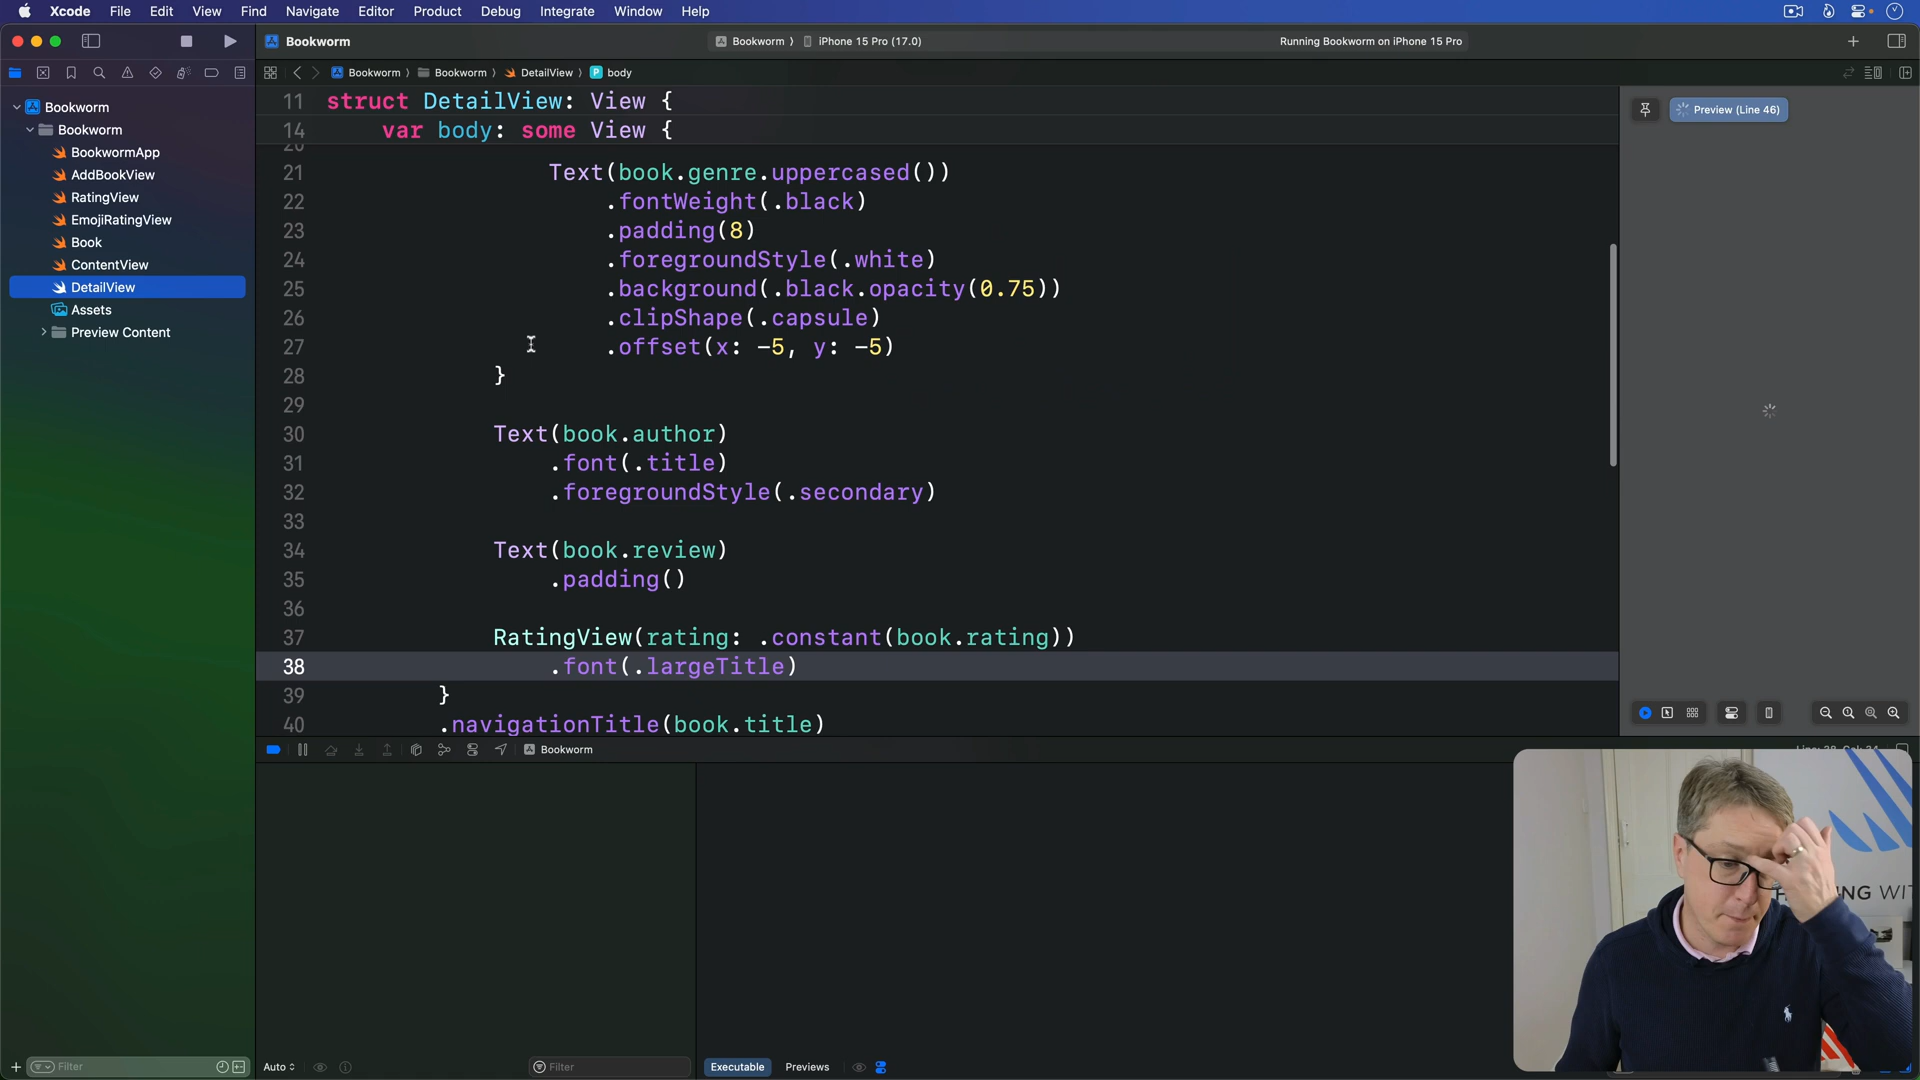 Xcode File Edit View Find Navigate Editor Product Debug Integrate Window Help
Bookworm
Bookworm 〉 iPhone 15 Pro (17.0)
Running Bookworm on iPhone 15 Pro
Bookworm 〉 Bookworm 〉 DetailView 〉 P body
Bookworm
Bookworm
BookwormApp
AddBookView
RatingView
EmojiRatingView
Book
ContentView
DetailView
Assets
Preview Content
Filter
11 struct DetailView: View {
14 var body: some View {
20
21 Text(book.genre.uppercased())
22 .fontWeight(.black)
23 .padding(8)
24 .foregroundStyle(.white)
25 .background(.black.opacity(0.75))
26 .clipShape(.capsule)
27 .offset(x: -5, y: -5)
28 }
29
30 Text(book.author)
31 .font(.title)
32 .foregroundStyle(.secondary)
33
34 Text(book.review)
35 .padding()
36
37 RatingView(rating: .constant(book.rating))
38 .font(.largeTitle)
39 }
40 .navigationTitle(book.title)
Preview (Line 46)
Bookworm
Auto
Filter
Executable Previews